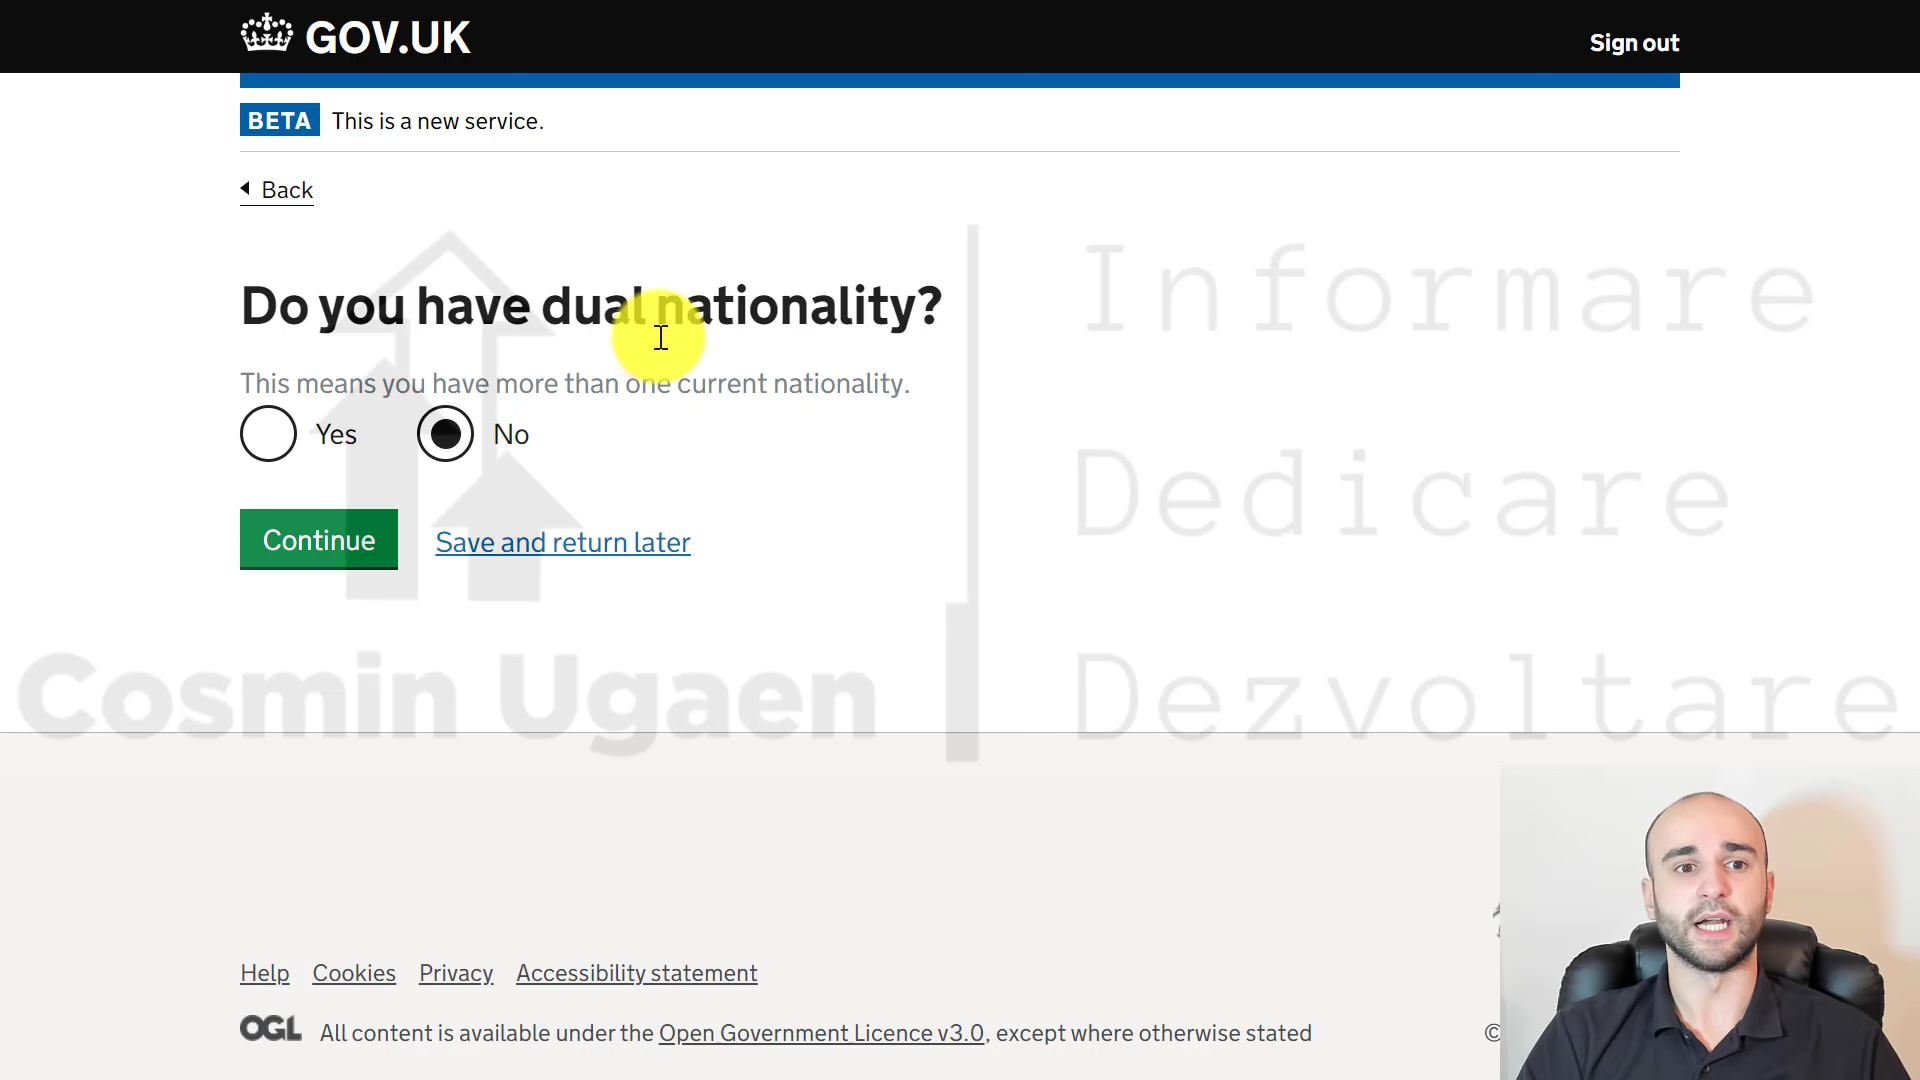 GOV.UK
Sign out
BETA This is a new service.
Back
Do you have dual nationality?
This means you have more than one current nationality.
Yes No
Continue Save and return later
Informare
Dedicare
Dezvoltare
Cosmin Ugaen
Help Cookies Privacy Accessibility statement
OGL All content is available under the Open Government Licence v3.0, except where otherwise stated
©